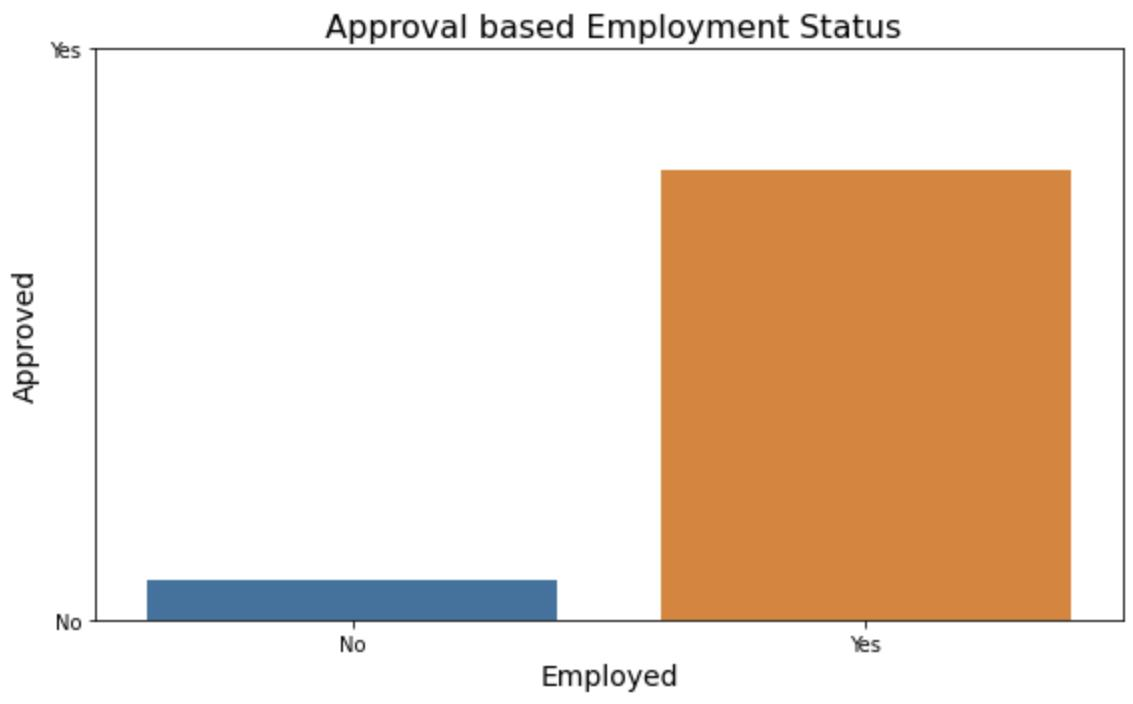 Approval based Employment Status
Yes
Approved
No
No
Yes
Employed